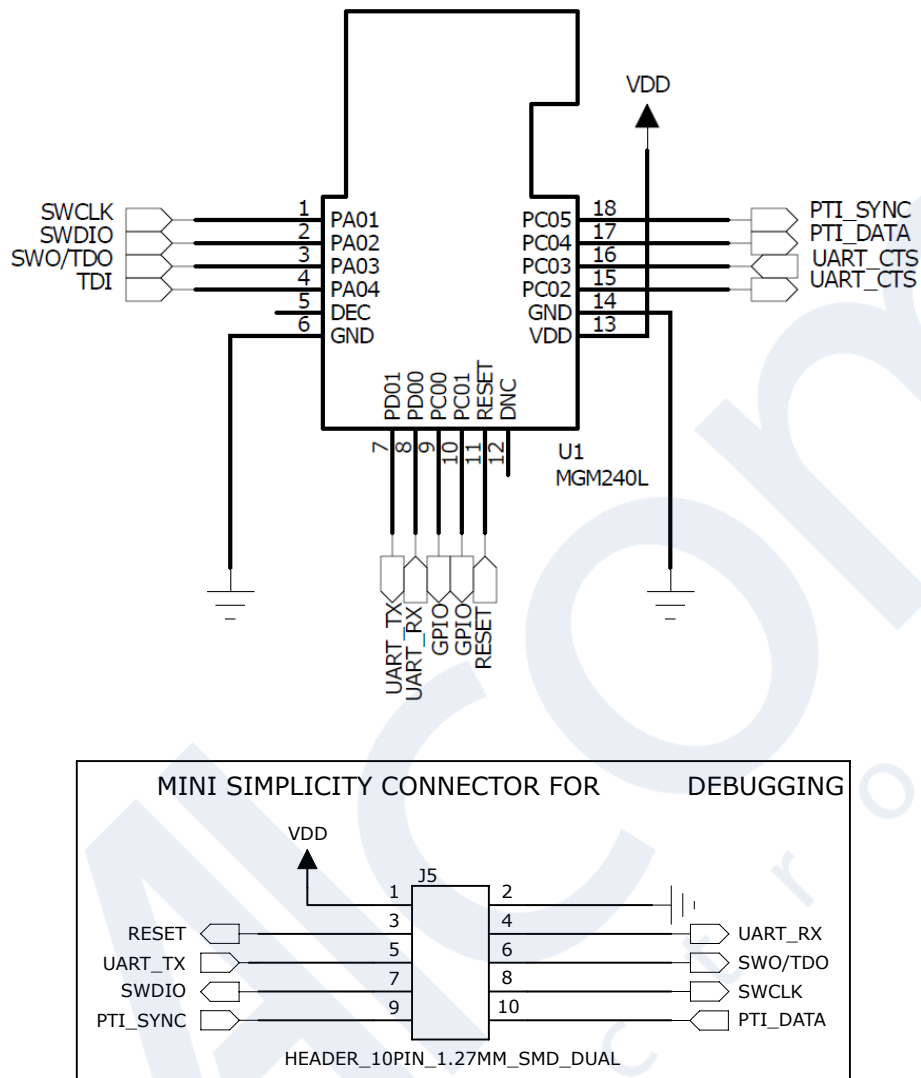 VDD
SWCLK 1 PA01
SWDIO 2 PA02
SWO/TDO 3 PA03
TDI 4 PA04
5 DEC
6 GND
PC05 18 PTI_SYNC
PC04 17 PTI_DATA
PC03 16 UART_CTS
PC02 15 UART_CTS
GND 14
VDD 13
PD01 7 UART_TX
PD00 8 UART_RX
PC00 9 GPIO
PC01 10 GPIO
RESET 11 RESET
DNC 12
U1
MGM240L
MINI SIMPLICITY CONNECTOR FOR DEBUGGING
VDD
J5
1 2
RESET 3 4 UART_RX
UART_TX 5 6 SWO/TDO
SWDIO 7 8 SWCLK
PTI_SYNC 9 10 PTI_DATA
HEADER_10PIN_1.27MM_SMD_DUAL